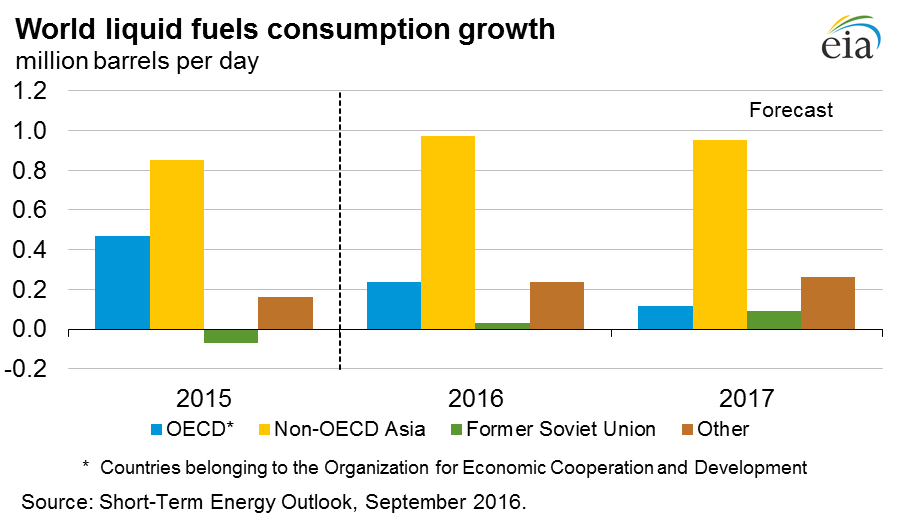 World liquid fuels consumption growth
million barrels per day
eia
1.2
1.0
0.8
0.6
0.4
0.2
0.0
-0.2
Forecast
2015 2016 2017
OECD* Non-OECD Asia Former Soviet Union Other
* Countries belonging to the Organization for Economic Cooperation and Development
Source: Short-Term Energy Outlook, September 2016.